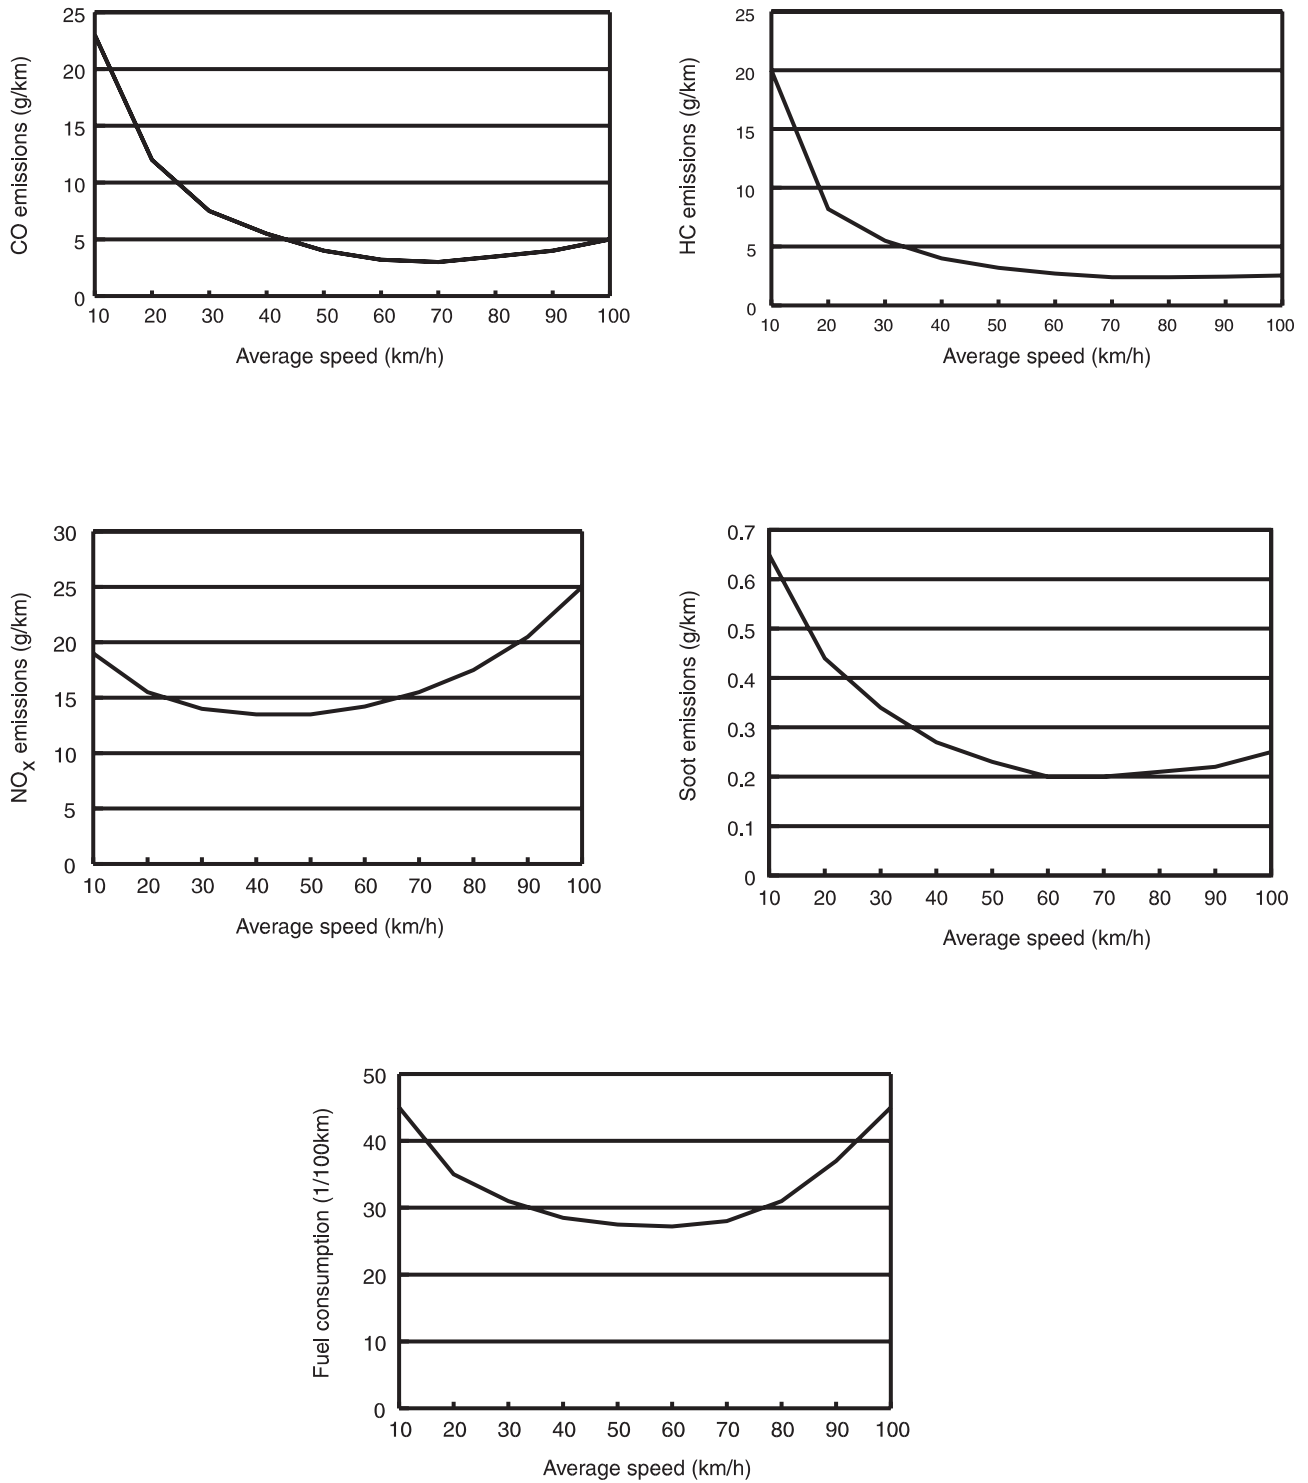 25
20
15
10
5
0
CO emissions (g/km)
10 20 30 40 50 60 70 80 90 100
Average speed (km/h)
25
20
15
10
5
0
HC emissions (g/km)
10 20 30 40 50 60 70 80 90 100
Average speed (km/h)
30
25
20
15
10
5
0
NOx emissions (g/km)
10 20 30 40 50 60 70 80 90 100
Average speed (km/h)
0.7
0.6
0.5
0.4
0.3
0.2
0.1
0
Soot emissions (g/km)
10 20 30 40 50 60 70 80 90 100
Average speed (km/h)
50
40
30
20
10
0
Fuel consumption (1/100km)
10 20 30 40 50 60 70 80 90 100
Average speed (km/h)